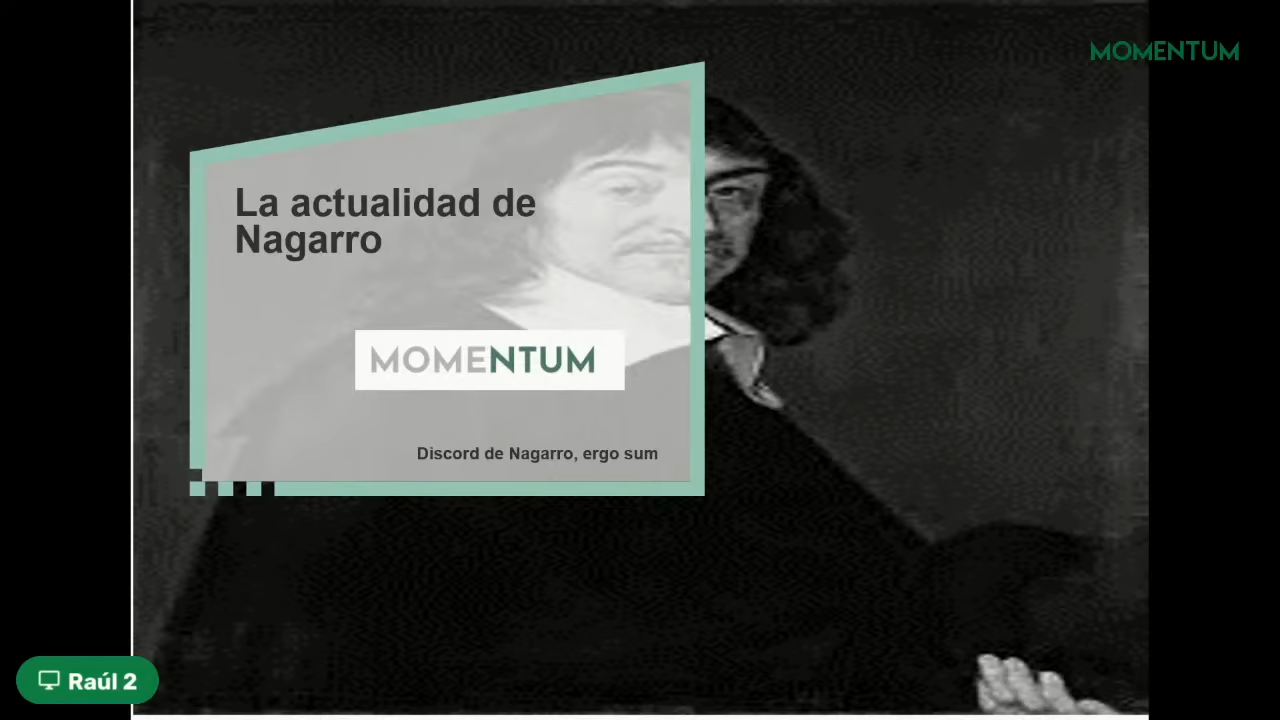 MOMENTUM
La actualidad de
Nagarro
MOMENTUM
Discord de Nagarro, ergo sum
Raúl 2